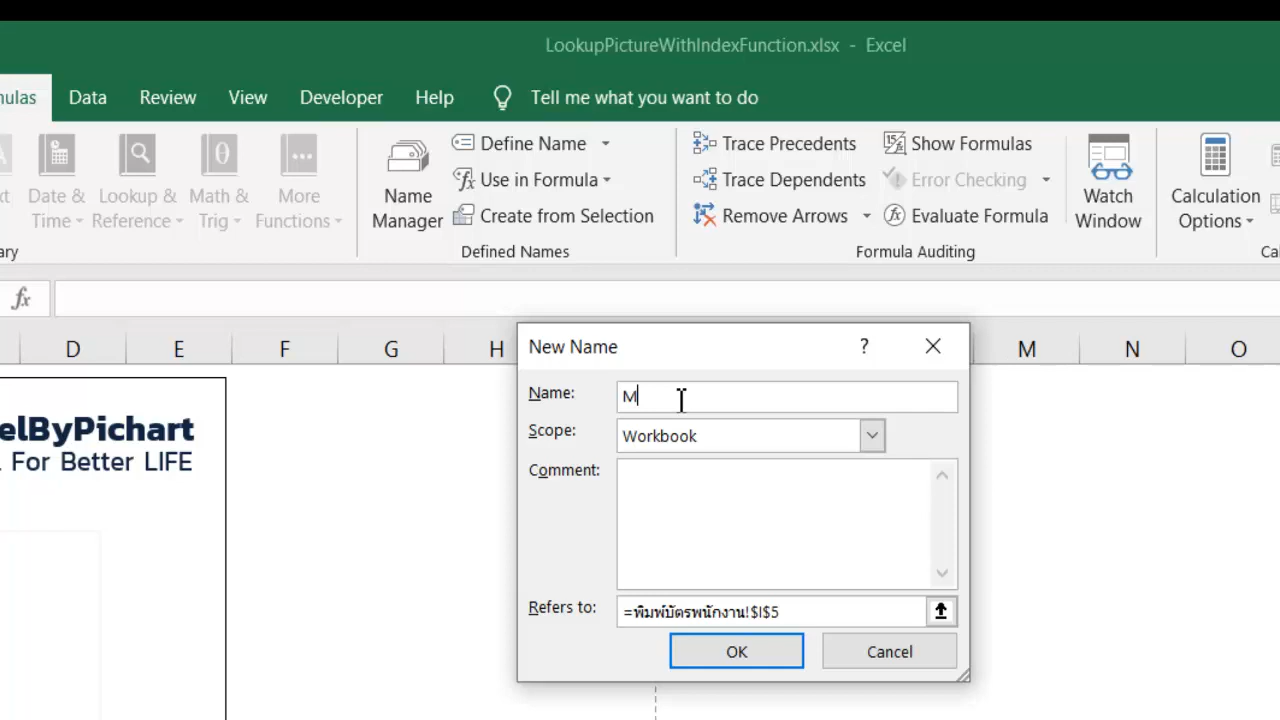 LookupPictureWithIndexFunction.xlsx - Excel
nulas Data Review View Developer Help Tell me what you want to do
Date & Time
Lookup & Reference
Math & Trig
More Functions
Name Manager
Define Name
Use in Formula
Create from Selection
Defined Names
Trace Precedents
Trace Dependents
Remove Arrows
Show Formulas
Error Checking
Evaluate Formula
Formula Auditing
Watch Window
Calculation Options
fx
D E F G H M N O
elByPichart
For Better LIFE
New Name
Name: M
Scope: Workbook
Comment:
Refers to: =พิมพ์บัตรพนักงาน!$I$5
OK Cancel